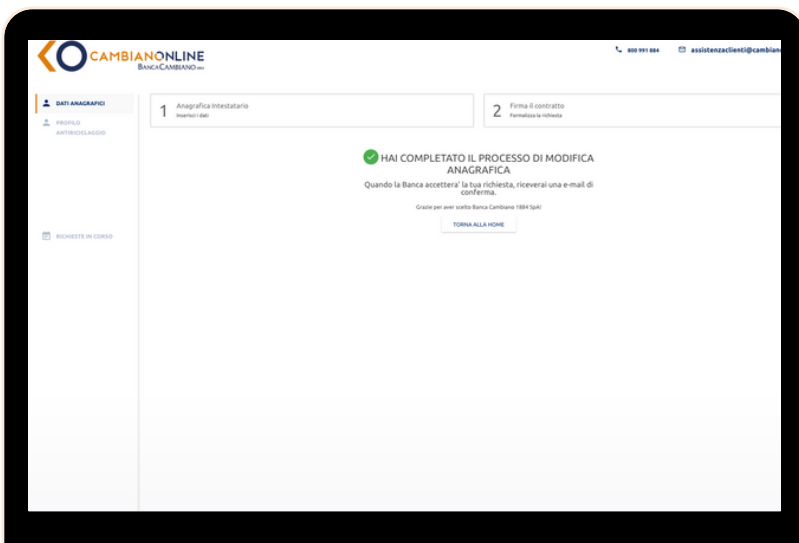 CAMBIANONLINE
BANCACAMBIANO
800 991 884
assistenzaclienti@cambian
DATI ANAGRAFICI
PROFILO
ANTIRICICLAGGIO
RICHIESTE IN CORSO
1 Anagrafica Intestatario
Inserisci i dati
2 Firma il contratto
Formalizza la richiesta
HAI COMPLETATO IL PROCESSO DI MODIFICA
ANAGRAFICA
Quando la Banca accettera' la tua richiesta, riceverai una e-mail di
conferma.
Grazie per aver scelto Banca Cambiano 1884 SpA!
TORNA ALLA HOME